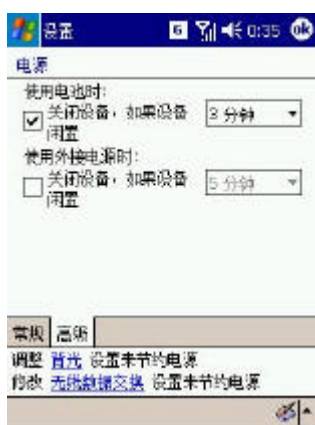 设置 G 0:35 ok
电源
使用电池时:
关闭设备，如果设备
闲置
3 分钟
使用外接电源时:
关闭设备，如果设备
闲置
5 分钟
常规 高级
调整 背光 设置来节约电源
修改 无线数据交换 设置来节约电源